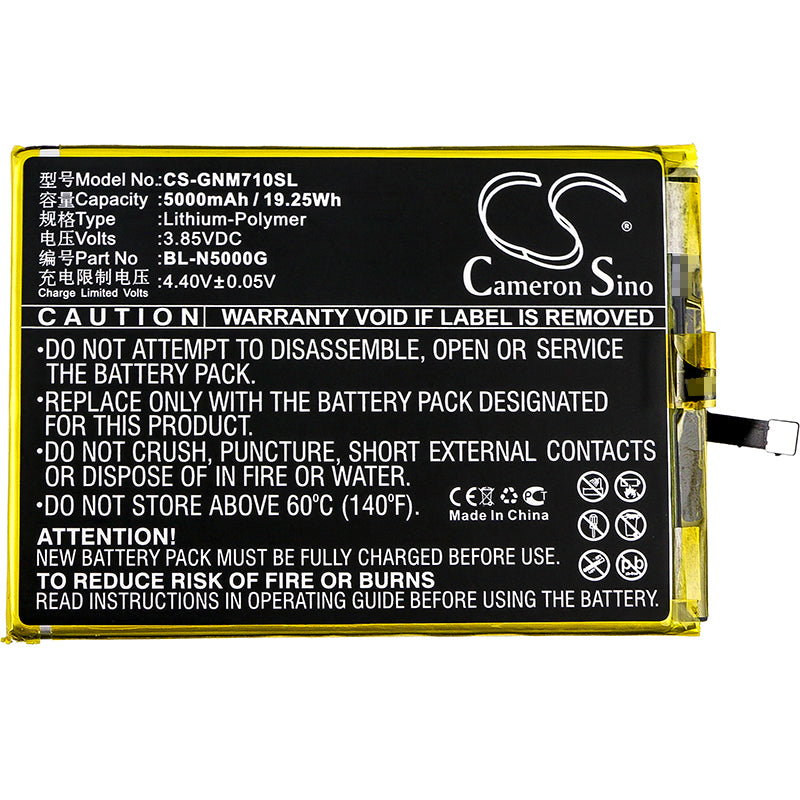 型号Model No.:CS-GNM710SL
容量Capacity :5000mAh / 19.25Wh
规格Type :Lithium-Polymer
电压Volts :3.85VDC
编号Part No :BL-N5000G
充电限制电压 :4.40V±0.05V
Charge Limited Volts
CS
®
Cameron Sino
CAUTION WARRANTY VOID IF LABEL IS REMOVED!
•DO NOT ATTEMPT TO DISASSEMBLE, OPEN OR SERVICE
THE BATTERY PACK.
•REPLACE ONLY WITH THE BATTERY PACK DESIGNATED
FOR THIS PRODUCT.
•DO NOT CRUSH, PUNCTURE, SHORT EXTERNAL CONTACTS
OR DISPOSE OF IN FIRE OR WATER.
•DO NOT STORE ABOVE 60ºC (140ºF).
CE PCT
Made In China
Pb
ATTENTION!
NEW BATTERY PACK MUST BE FULLY CHARGED BEFORE USE.
TO REDUCE RISK OF FIRE OR BURNS
READ INSTRUCTIONS IN OPERATING GUIDE BEFORE USING THE BATTERY.